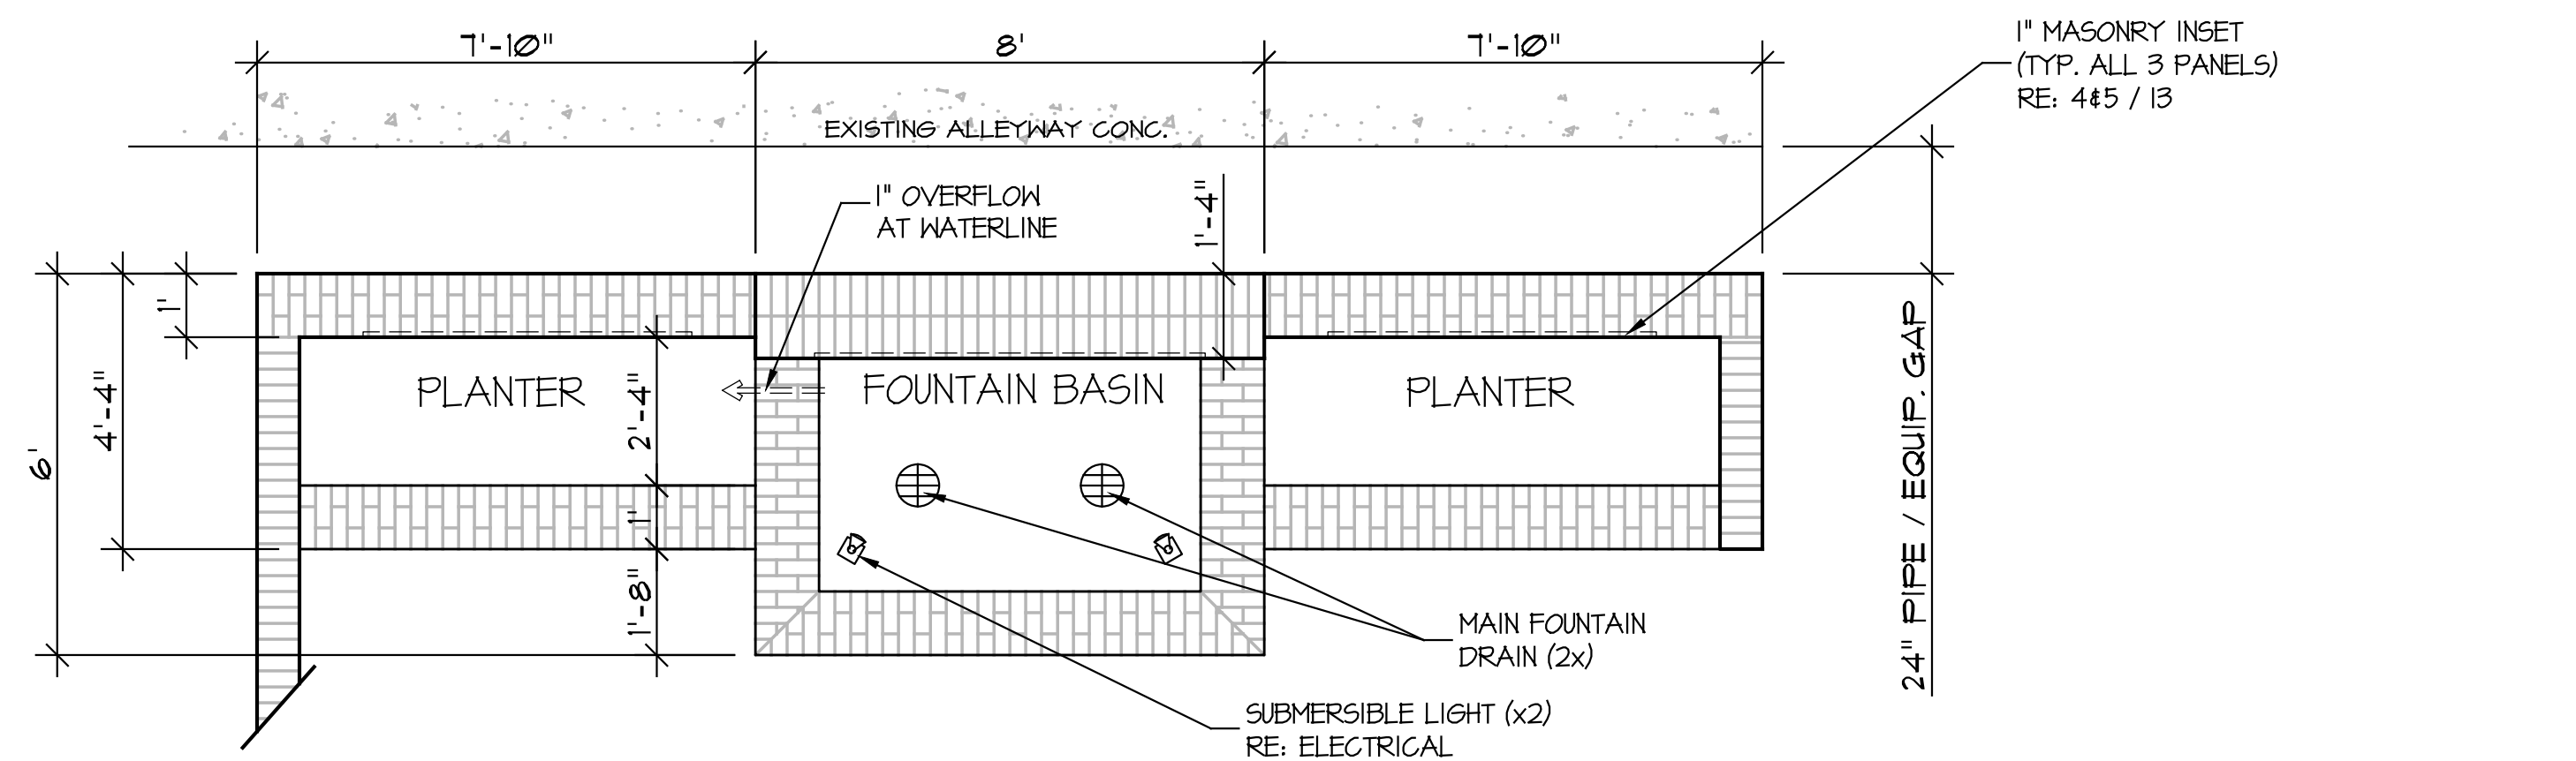 7'-10"
8'
7'-10"
1" MASONRY INSET
(TYP. ALL 3 PANELS)
RE: 4&5 / 13
EXISTING ALLEYWAY CONC.
1" OVERFLOW
AT WATERLINE
1'-4"
1'
4'-4"
6'
PLANTER
2'-4"
FOUNTAIN BASIN
PLANTER
1'
1'-8"
24" PIPE / EQUIP. GAP
MAIN FOUNTAIN
DRAIN (2x)
SUBMERSIBLE LIGHT (x2)
RE: ELECTRICAL